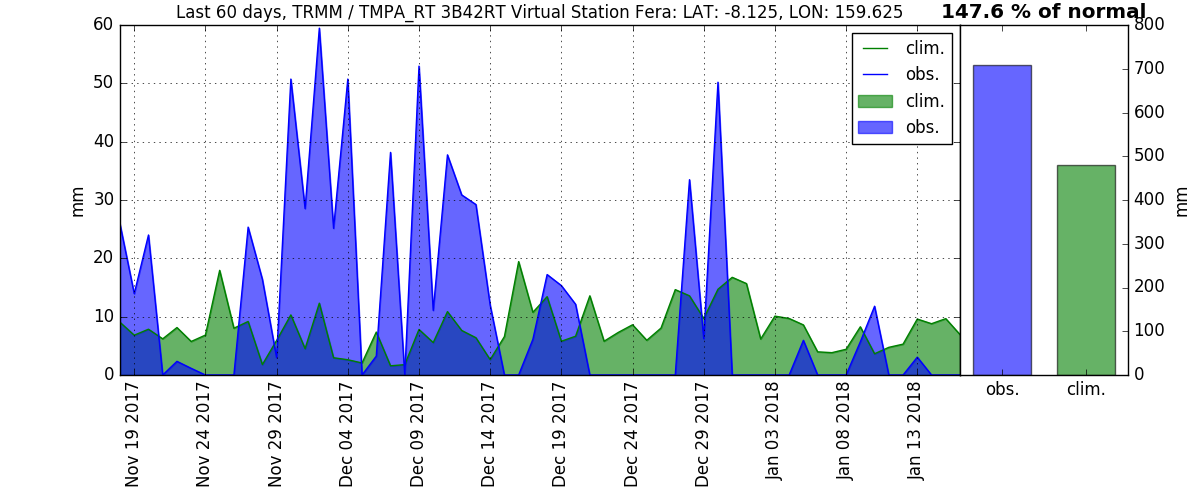 Last 60 days, TRMM / TMPA_RT 3B42RT Virtual Station Fera: LAT: -8.125, LON: 159.625
147.6 % of normal
60
50
40
30
20
10
0
mm
clim.
obs.
clim.
obs.
800
700
600
500
400
300
200
100
0
mm
Nov 19 2017
Nov 24 2017
Nov 29 2017
Dec 04 2017
Dec 09 2017
Dec 14 2017
Dec 19 2017
Dec 24 2017
Dec 29 2017
Jan 03 2018
Jan 08 2018
Jan 13 2018
obs.
clim.